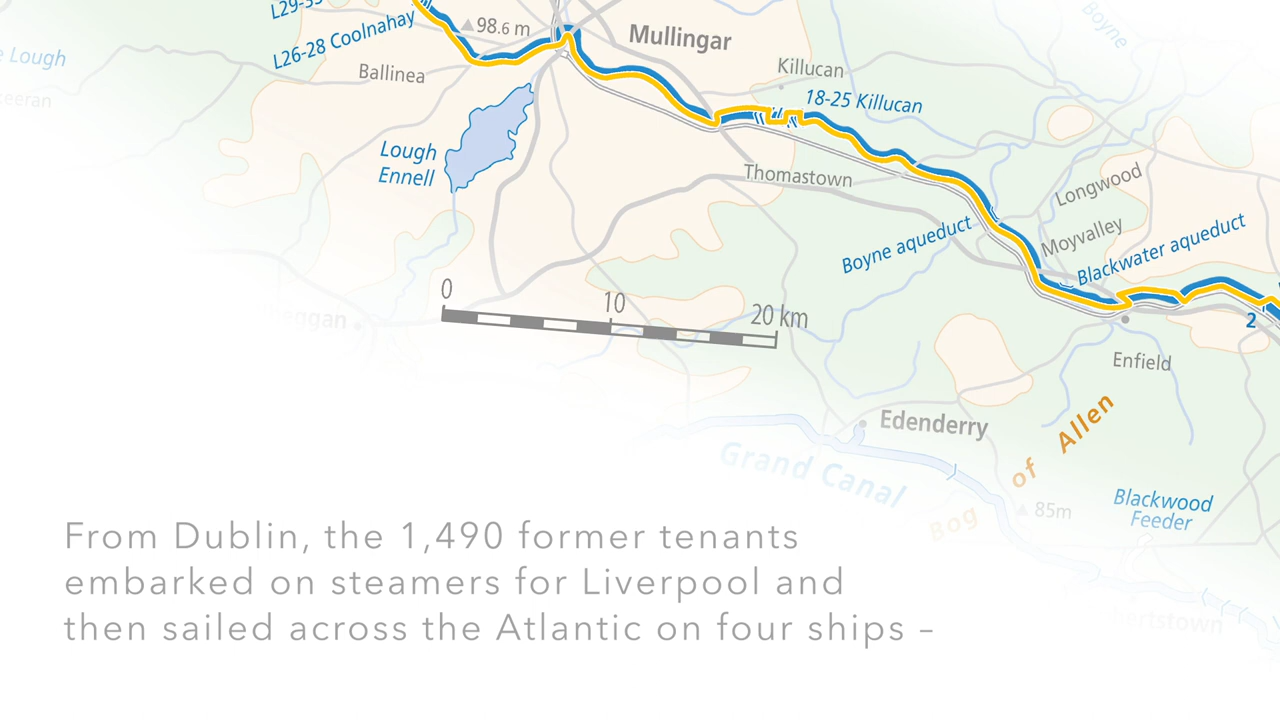 L26-28 Coolnahay
98.6 m
Mullingar
Ballinea
Killucan
18-25 Killucan
Lough
Ennell
Thomastown
Longwood
Boyne
Lough
Boyne aqueduct
Moyvalley
Blackwater aqueduct
0 10 20 km
2
Enfield
Edenderry
Grand Canal
Bog of Allen
85m
Blackwood
Feeder
From Dublin, the 1,490 former tenants
embarked on steamers for Liverpool and
then sailed across the Atlantic on four ships –